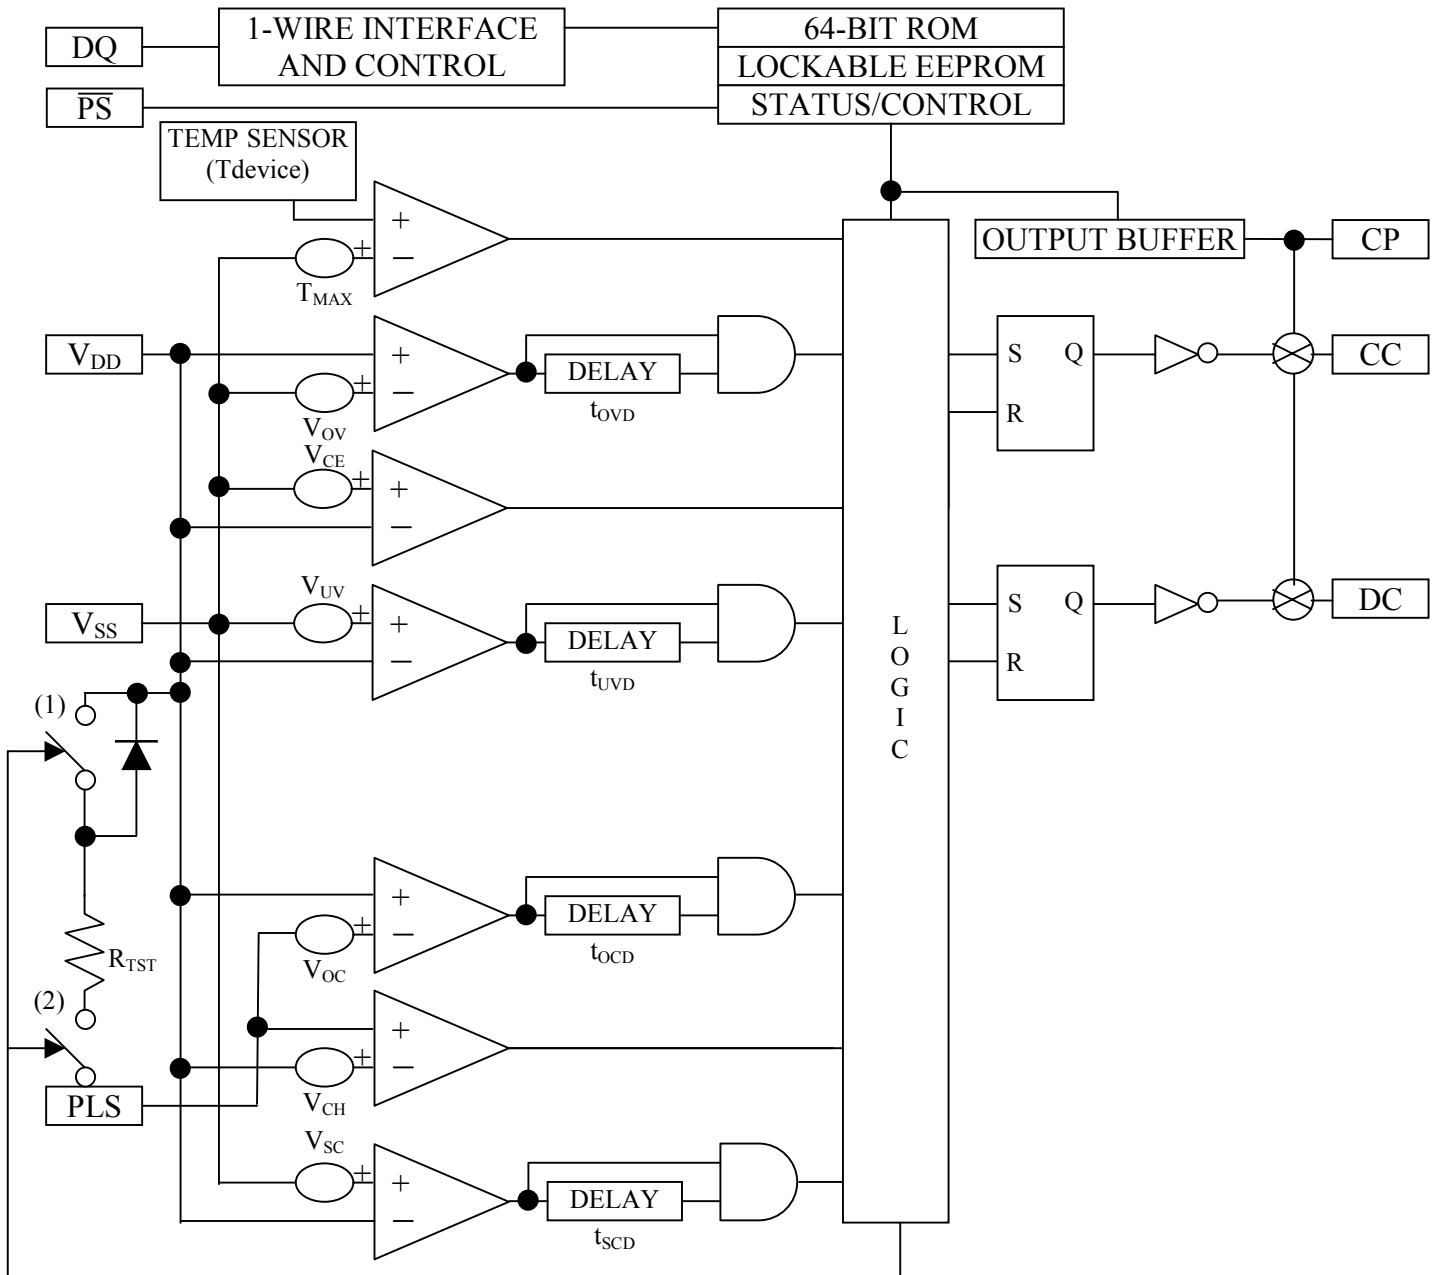 DQ
1-WIRE INTERFACE
AND CONTROL
64-BIT ROM
LOCKABLE EEPROM
STATUS/CONTROL
P̅S̅
TEMP SENSOR
(Tdevice)
+
+
−
TMAX
OUTPUT BUFFER
CP
VDD
+
+
−
VOV
DELAY
tOVD
S
Q
R
CC
VCE
+
+
−
VSS
VUV
+
+
−
DELAY
tUVD
S
Q
R
DC
L
O
G
I
C
(1)
RTST
(2)
+
+
−
VOC
DELAY
tOCD
PLS
+
+
−
VCH
VSC
+
+
−
DELAY
tSCD